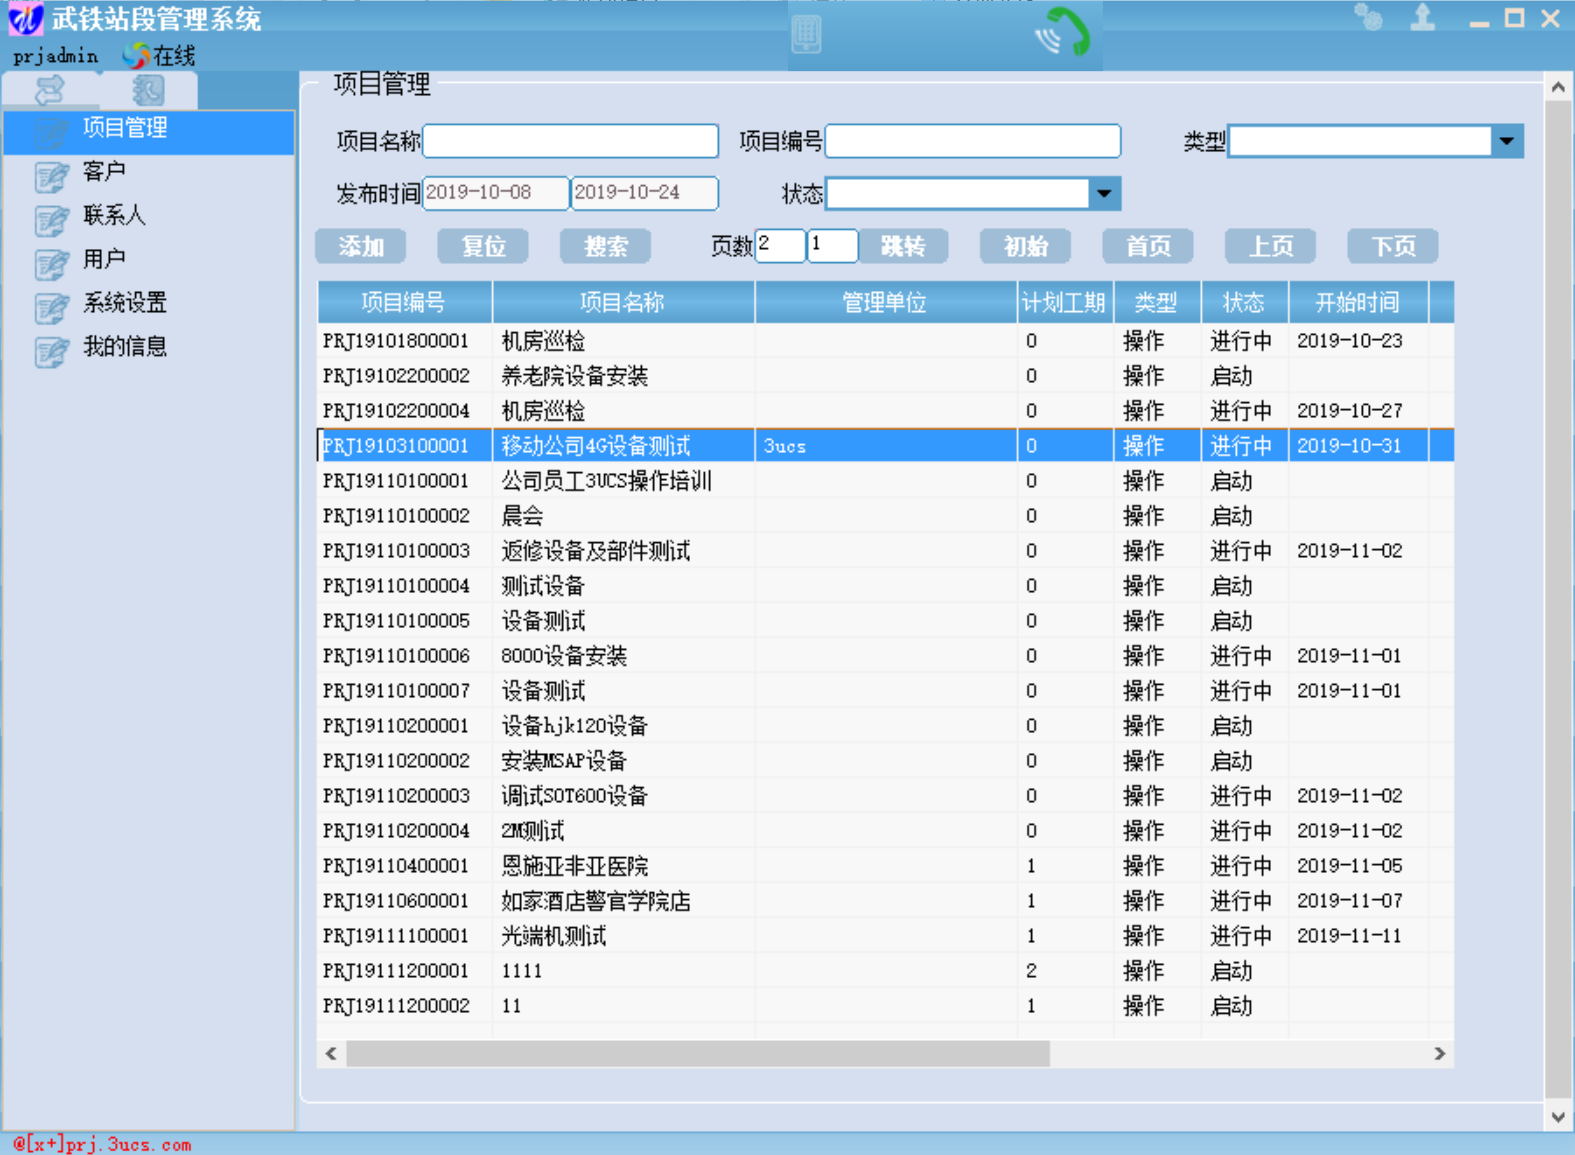 武铁站段管理系统
prjadmin 在线
项目管理
客户
联系人
用户
系统设置
我的信息
项目管理
项目名称 项目编号 类型
发布时间 2019-10-08 2019-10-24 状态
添加 复位 搜索 页数 2 1 跳转 初始 首页 上页 下页
项目编号 项目名称 管理单位 计划工期 类型 状态 开始时间
PRJ19101800001 机房巡检 0 操作 进行中 2019-10-23
PRJ19102200002 养老院设备安装 0 操作 启动
PRJ19102200004 机房巡检 0 操作 进行中 2019-10-27
PRJ19103100001 移动公司4G设备测试 3ucs 0 操作 进行中 2019-10-31
PRJ19110100001 公司员工3UCS操作培训 0 操作 启动
PRJ19110100002 晨会 0 操作 启动
PRJ19110100003 返修设备及部件测试 0 操作 进行中 2019-11-02
PRJ19110100004 测试设备 0 操作 启动
PRJ19110100005 设备测试 0 操作 启动
PRJ19110100006 8000设备安装 0 操作 进行中 2019-11-01
PRJ19110100007 设备测试 0 操作 进行中 2019-11-01
PRJ19110200001 设备hjk120设备 0 操作 启动
PRJ19110200002 安装MSAP设备 0 操作 启动
PRJ19110200003 调试SOT600设备 0 操作 进行中 2019-11-02
PRJ19110200004 2M测试 0 操作 进行中 2019-11-02
PRJ19110400001 恩施亚非亚医院 1 操作 进行中 2019-11-05
PRJ19110600001 如家酒店警官学院店 1 操作 进行中 2019-11-07
PRJ19111100001 光端机测试 1 操作 进行中 2019-11-11
PRJ19111200001 1111 2 操作 启动
PRJ19111200002 11 1 操作 启动
@[x+]prj.3ucs.com